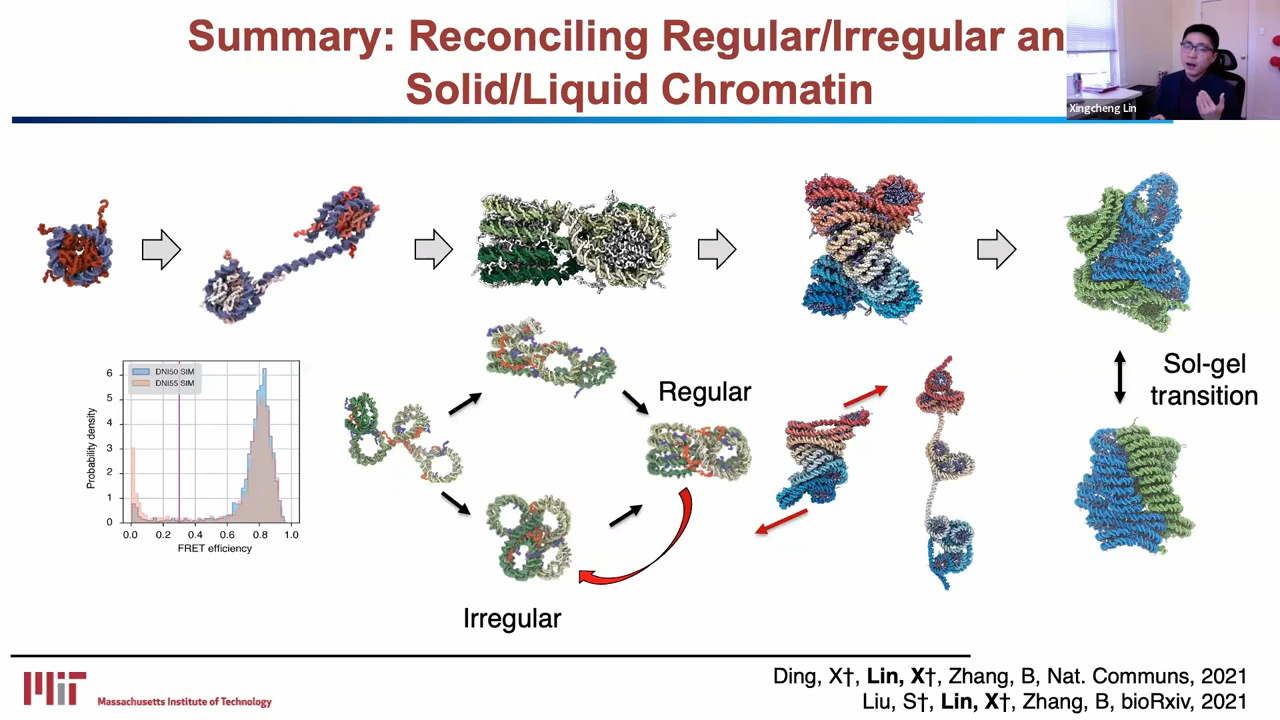 Summary: Reconciling Regular/Irregular an
Solid/Liquid Chromatin
Xingcheng Lin
DNI50 SIM
DNI55 SIM
Probability density
6
5
4
3
2
1
0
0.0 0.2 0.4 0.6 0.8 1.0
FRET efficiency
Regular
Irregular
Sol-gel
transition
MIT
Massachusetts Institute of Technology
Ding, X†, Lin, X†, Zhang, B, Nat. Communs, 2021
Liu, S†, Lin, X†, Zhang, B, bioRxiv, 2021